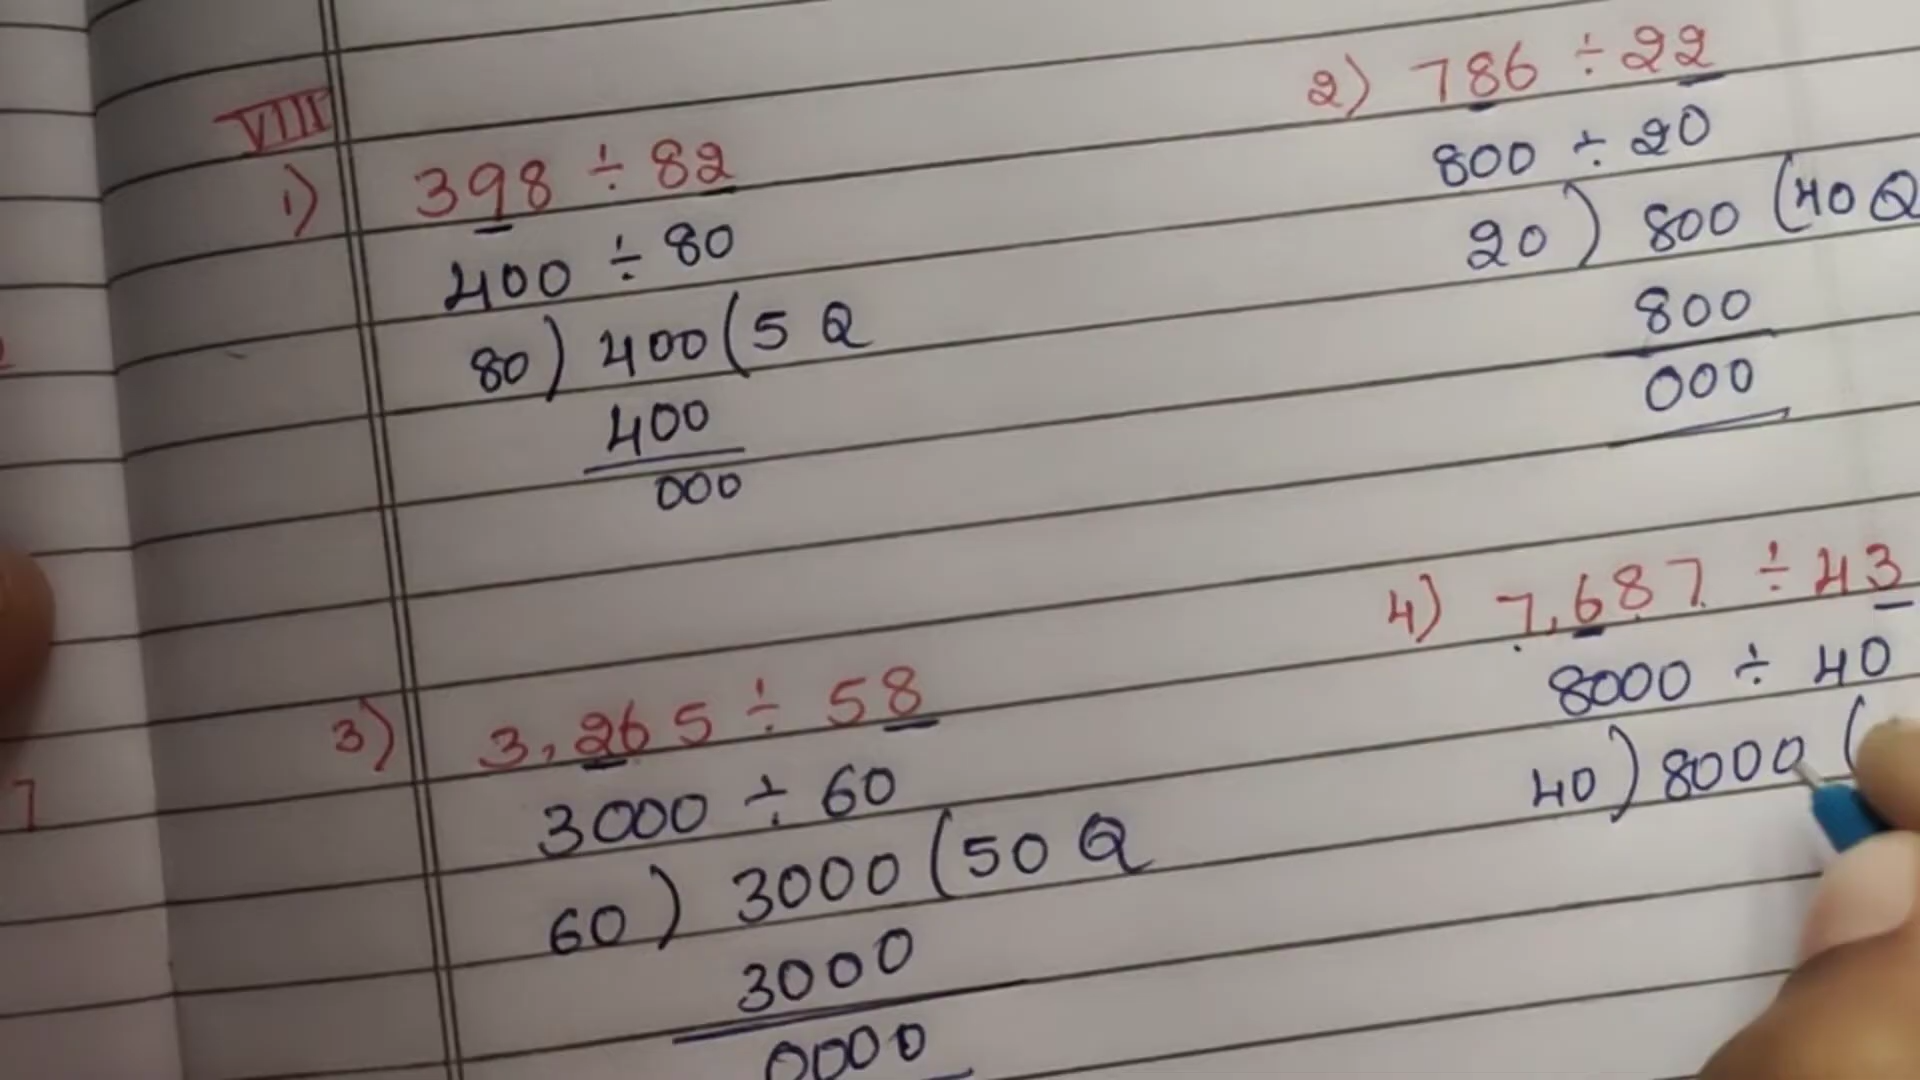 VIII
1) 398 ÷ 82
400 ÷ 80
80 ) 400 ( 5 Q
400
000
2) 786 ÷ 22
800 ÷ 20
20 ) 800 ( 40 Q
800
000
3) 3,265 ÷ 58
3000 ÷ 60
60 ) 3000 ( 50 Q
3000
0000
4) 7,687 ÷ 43
8000 ÷ 40
40 ) 8000 (
7